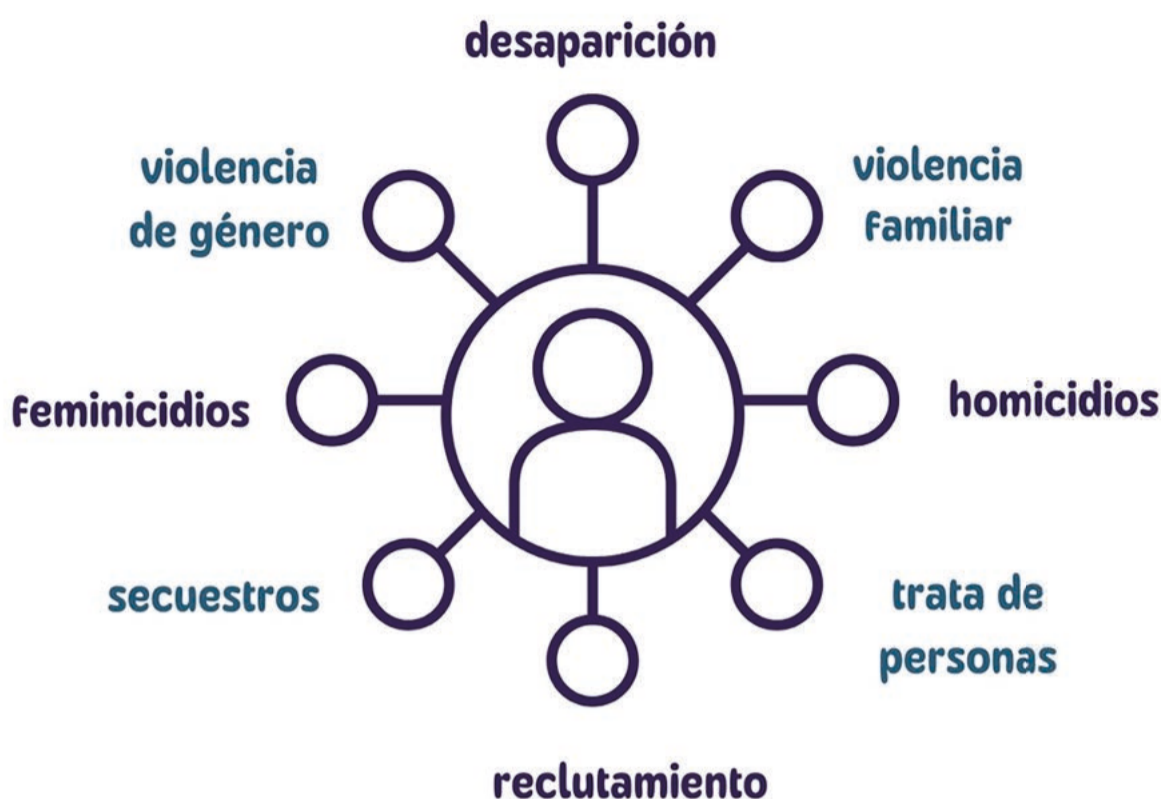 desaparición
violencia
de género
violencia
familiar
feminicidios
homicidios
secuestros
trata de
personas
reclutamiento